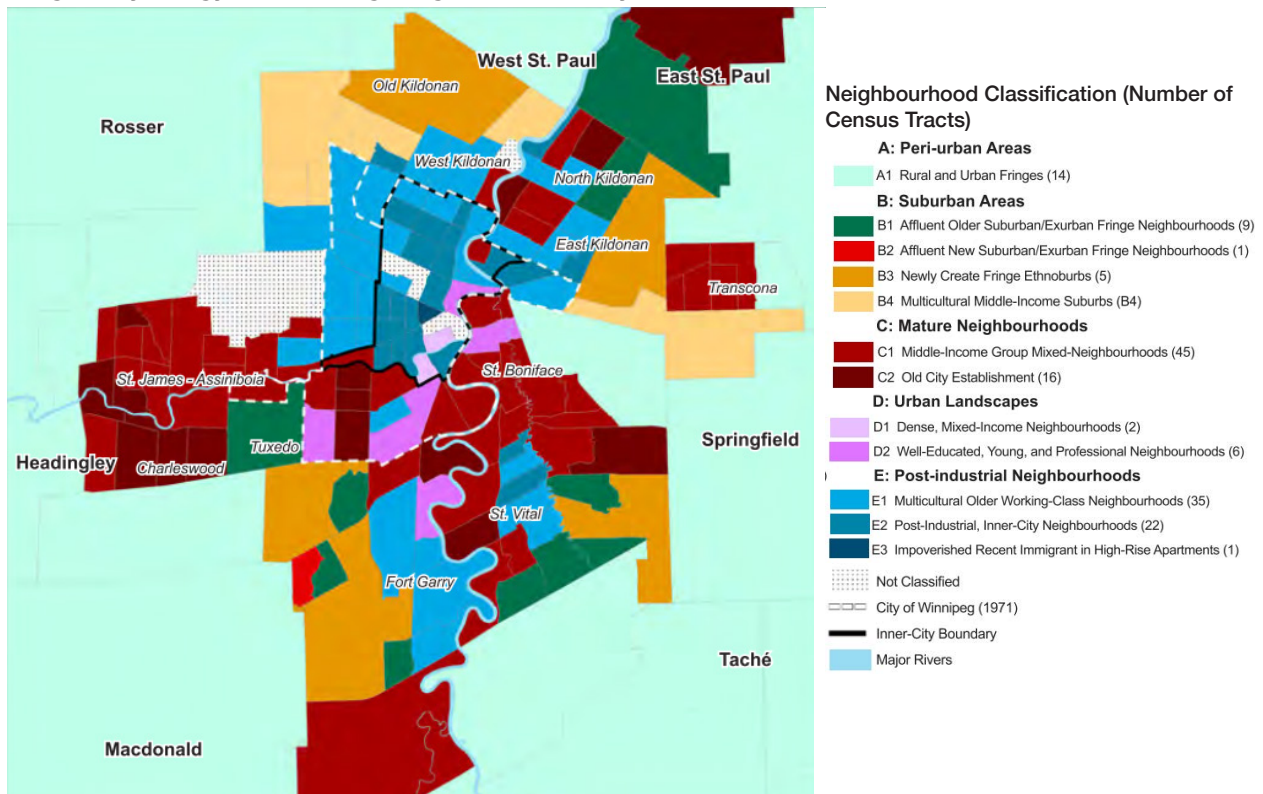 West St. Paul
East St. Paul
Old Kildonan
Rosser
West Kildonan
North Kildonan
East Kildonan
Transcona
St. James - Assiniboia
St. Boniface
Tuxedo
Springfield
Headingley
Charleswood
St. Vital
Fort Garry
Taché
Macdonald
Neighbourhood Classification (Number of
Census Tracts)
A: Peri-urban Areas
A1 Rural and Urban Fringes (14)
B: Suburban Areas
B1 Affluent Older Suburban/Exurban Fringe Neighbourhoods (9)
B2 Affluent New Suburban/Exurban Fringe Neighbourhoods (1)
B3 Newly Create Fringe Ethnoburbs (5)
B4 Multicultural Middle-Income Suburbs (B4)
C: Mature Neighbourhoods
C1 Middle-Income Group Mixed-Neighbourhoods (45)
C2 Old City Establishment (16)
D: Urban Landscapes
D1 Dense, Mixed-Income Neighbourhoods (2)
D2 Well-Educated, Young, and Professional Neighbourhoods (6)
)
E: Post-industrial Neighbourhoods
E1 Multicultural Older Working-Class Neighbourhoods (35)
E2 Post-Industrial, Inner-City Neighbourhoods (22)
E3 Impoverished Recent Immigrant in High-Rise Apartments (1)
Not Classified
City of Winnipeg (1971)
Inner-City Boundary
Major Rivers